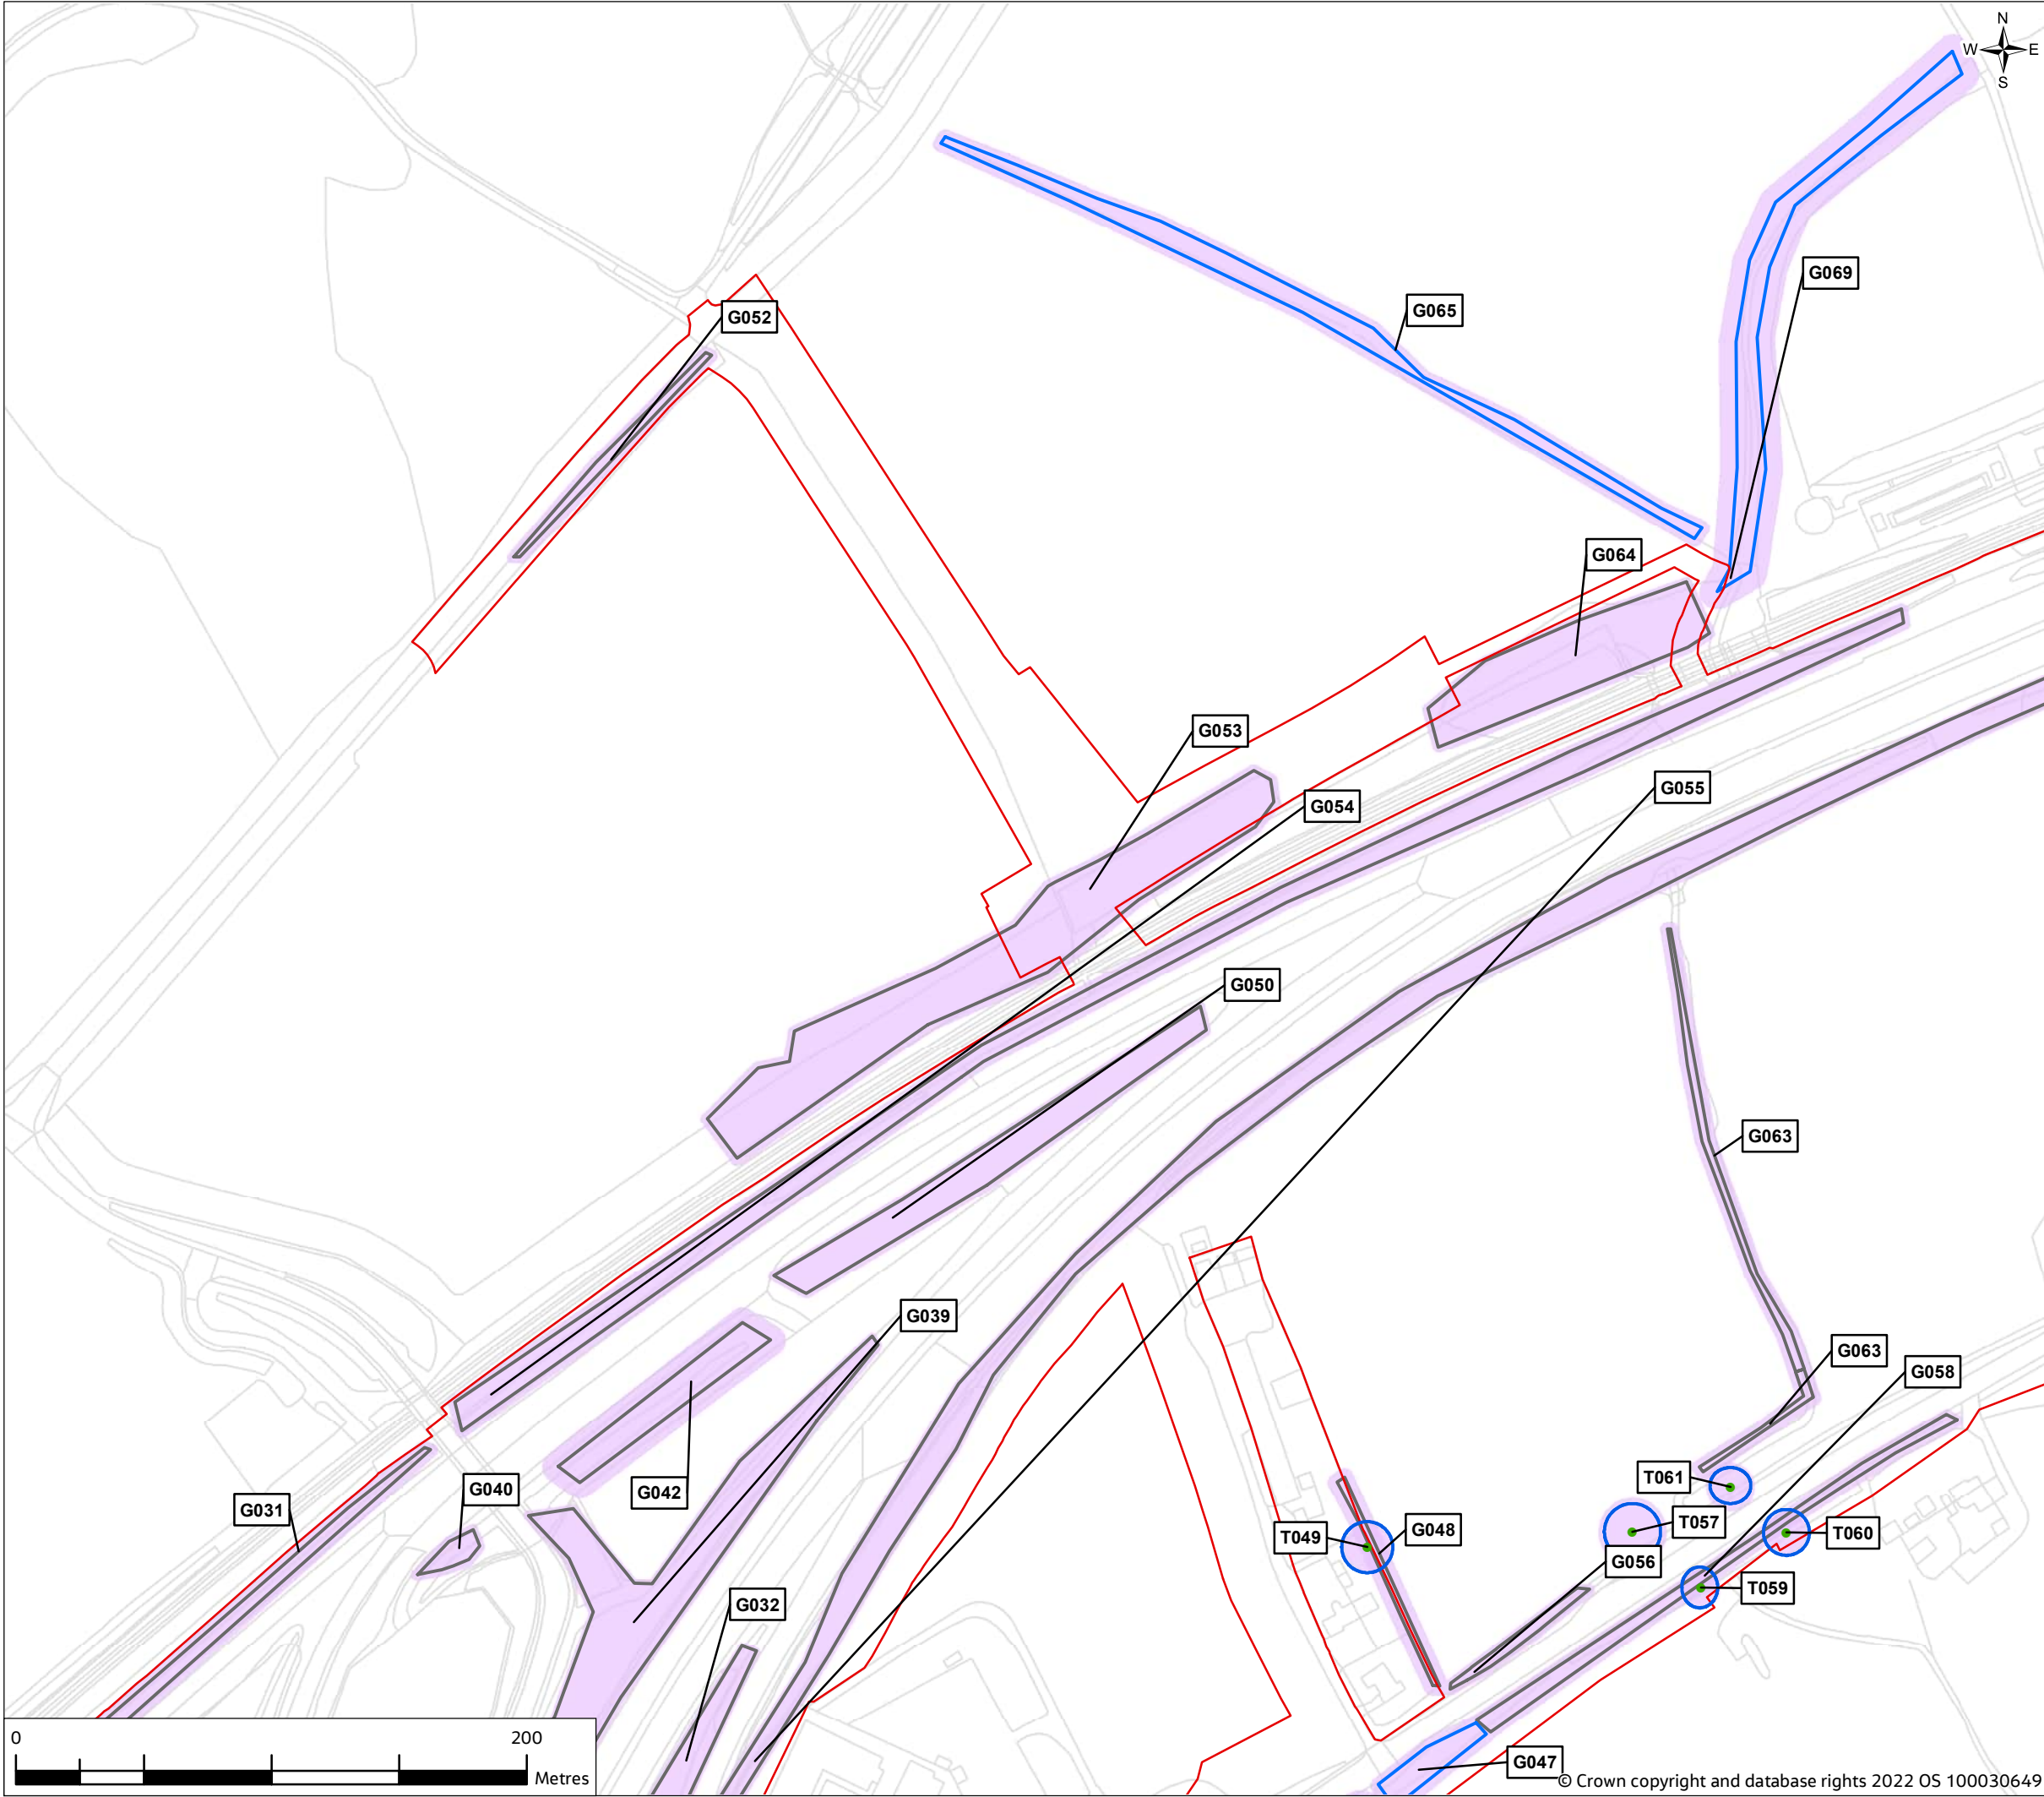 N
W E
S
G069
G065
G052
G064
G053
G055
G054
G050
G063
G039
G063
G058
T061
G040
G042
G031
T057
T049
G048
T060
G056
T059
G032
0 200
Metres
G047
© Crown copyright and database rights 2022 OS 100030649